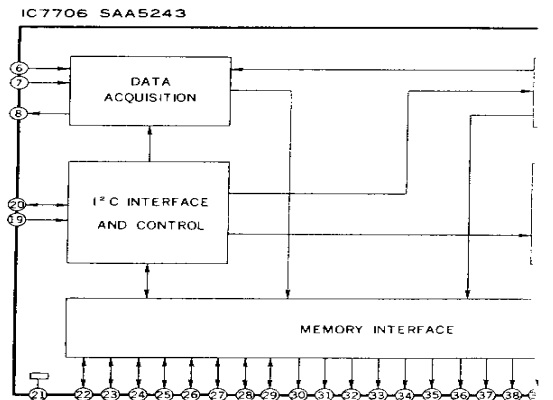 IC7706 SAA5243
6
7
8
DATA
ACQUISITION
20
19
I²C INTERFACE
AND CONTROL
MEMORY INTERFACE
21 22 23 24 25 26 27 28 29 30 31 32 33 34 35 36 37 38